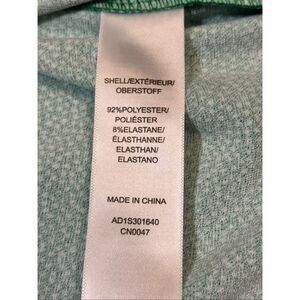 SHELL/EXTÉRIEUR/
OBERSTOFF
92%POLYESTER/
POLIÉSTER
8%ELASTANE/
ÉLASTHANNE/
ELASTHAN/
ELASTANO
MADE IN CHINA
AD1S301640
CN0047